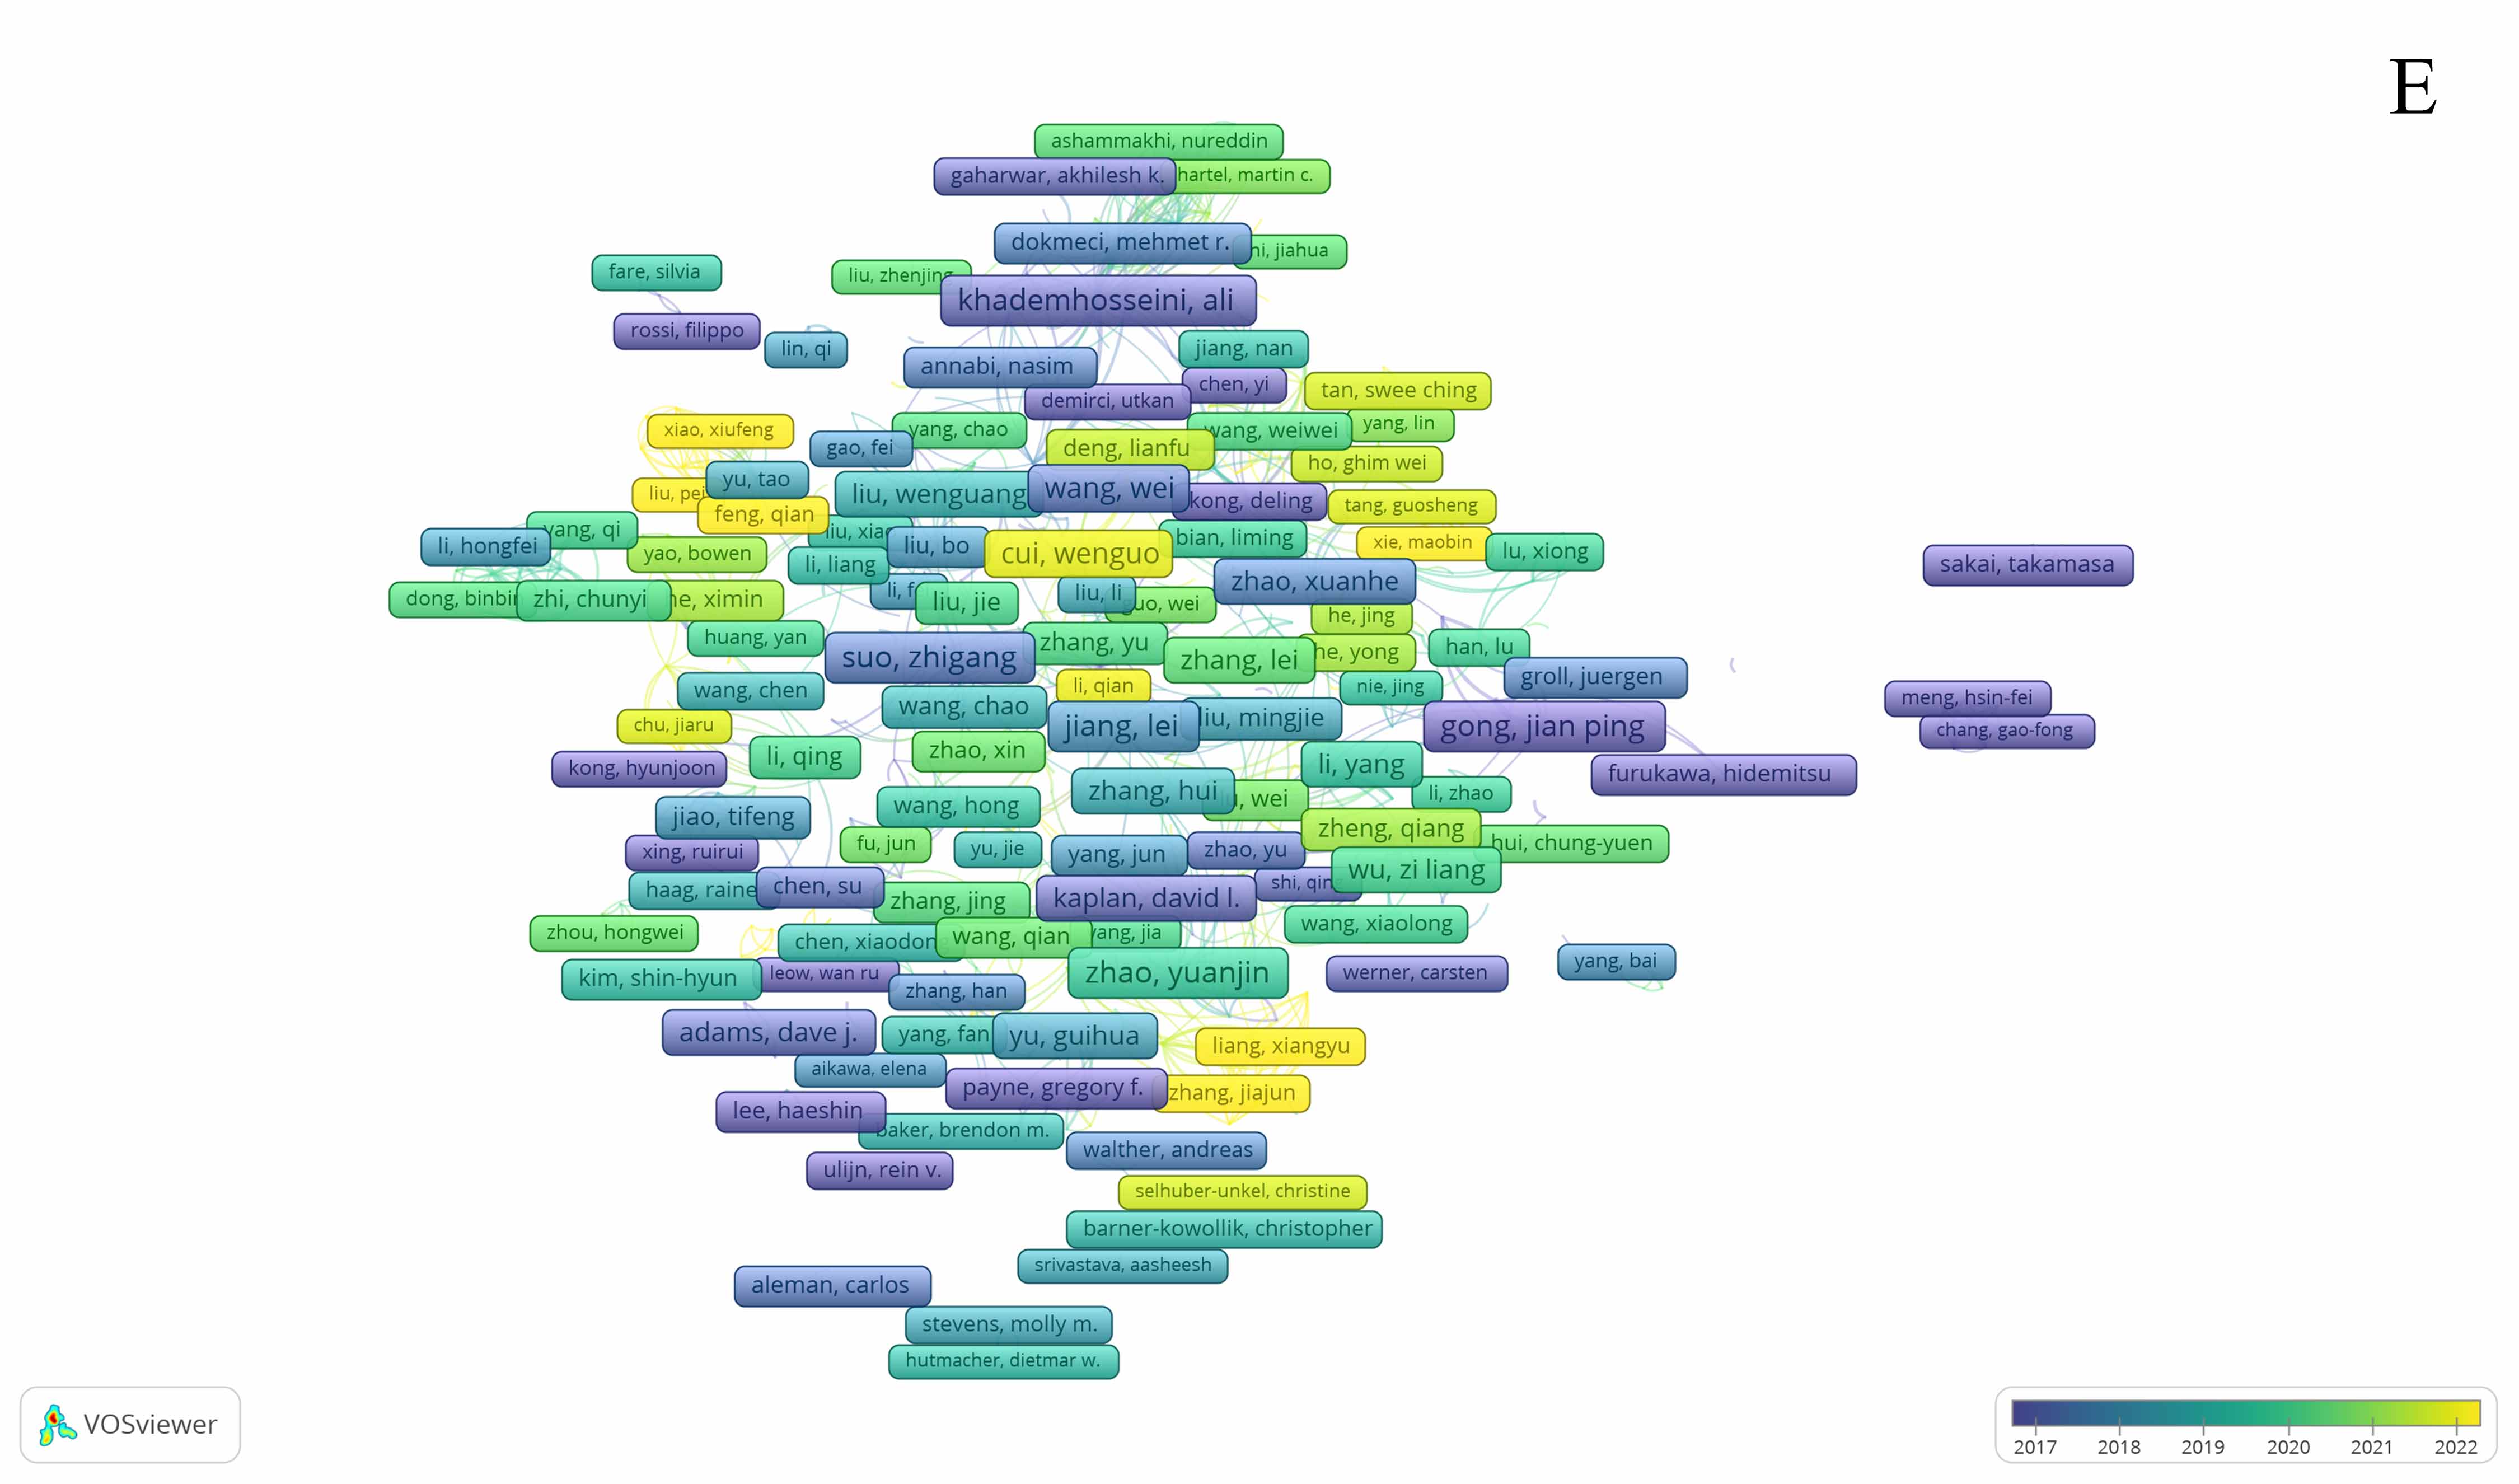 E
ashammakhi, nureddin
gaharwar, akhilesh k.
hartel, martin c.
dokmeci, mehmet r.
jiahua
fare, silvia
liu, zhenjing
khademhosseini, ali
rossi, filippo
lin, qi
jiang, nan
annabi, nasim
chen, yi
tan, swee ching
demirci, utkan
xiao, xiufeng
yang, chao
wang, weiwei
yang, lin
gao, fei
deng, lianfu
ho, ghim wei
yu, tao
liu, pei
liu, wenguang
wang, wei
kong, deling
tang, guosheng
feng, qian
yang, qi
liu, xiao
li, hongfei
yao, bowen
liu, bo
cui, wenguo
bian, liming
xie, maobin
lu, xiong
li, liang
sakai, takamasa
zhao, xuanhe
li, f
liu, li
dong, binbin
zhi, chunyi
he, ximin
liu, jie
guo, wei
he, jing
huang, yan
suo, zhigang
zhang, yu
zhang, lei
he, yong
han, lu
groll, juergen
wang, chen
li, qian
nie, jing
meng, hsin-fei
wang, chao
jiang, lei
liu, mingjie
chu, jiaru
gong, jian ping
chang, gao-fong
li, qing
zhao, xin
li, yang
kong, hyunjoon
furukawa, hidemitsu
zhang, hui
wei
li, zhao
jiao, tifeng
wang, hong
zheng, qiang
xing, ruirui
fu, jun
yu, jie
yang, jun
zhao, yu
hui, chung-yuen
haag, raine
chen, su
wu, zi liang
shi, qing
zhang, jing
kaplan, david l.
zhou, hongwei
chen, xiaodon
wang, qian
ang, jia
wang, xiaolong
kim, shin-hyun
leow, wan ru
zhao, yuanjin
werner, carsten
yang, bai
zhang, han
adams, dave j.
yang, fan
yu, guihua
liang, xiangyu
aikawa, elena
payne, gregory f.
zhang, jiajun
lee, haeshin
baker, brendon m.
walther, andreas
ulijn, rein v.
selhuber-unkel, christine
barner-kowollik, christopher
srivastava, aasheesh
aleman, carlos
stevens, molly m.
hutmacher, dietmar w.
VOSviewer
2017 2018 2019 2020 2021 2022